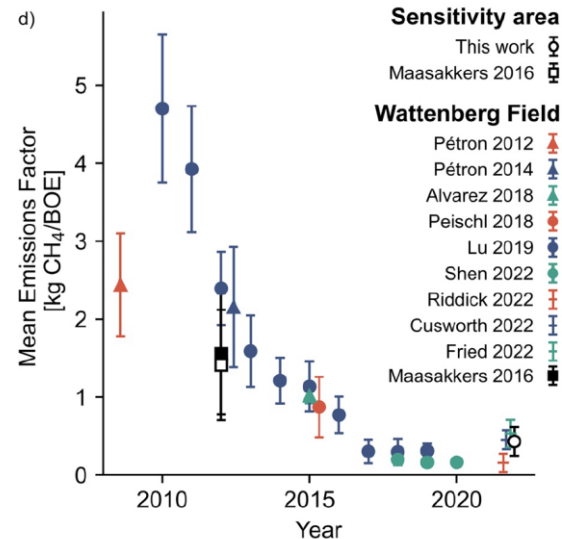 d)
Sensitivity area
This work
Maasakkers 2016
Wattenberg Field
Pétron 2012
Pétron 2014
Alvarez 2018
Peischl 2018
Lu 2019
Shen 2022
Riddick 2022
Cusworth 2022
Fried 2022
Maasakkers 2016
Mean Emissions Factor
[kg CH₄/BOE]
5
4
3
2
1
0
2010 2015 2020
Year